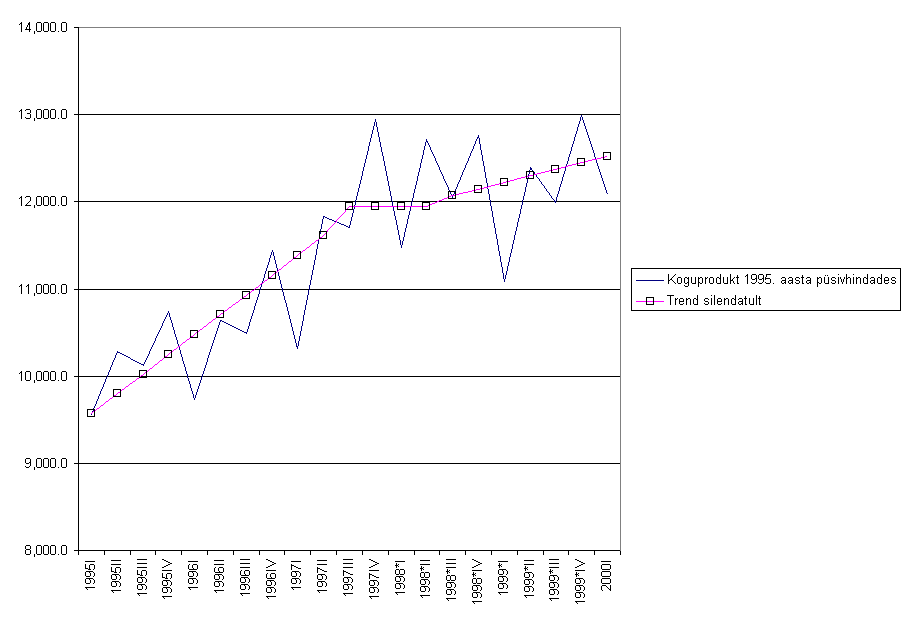 14,000.0
13,000.0
12,000.0
11,000.0
10,000.0
9,000.0
8,000.0
1995I
1995II
1995III
1995IV
1996I
1996II
1996III
1996IV
1997I
1997II
1997III
1997IV
1998*I
1998*II
1998*III
1998*IV
1999*I
1999*II
1999*III
1999*IV
2000I
Koguprodukt 1995. aasta püsivhindades
Trend silendatult